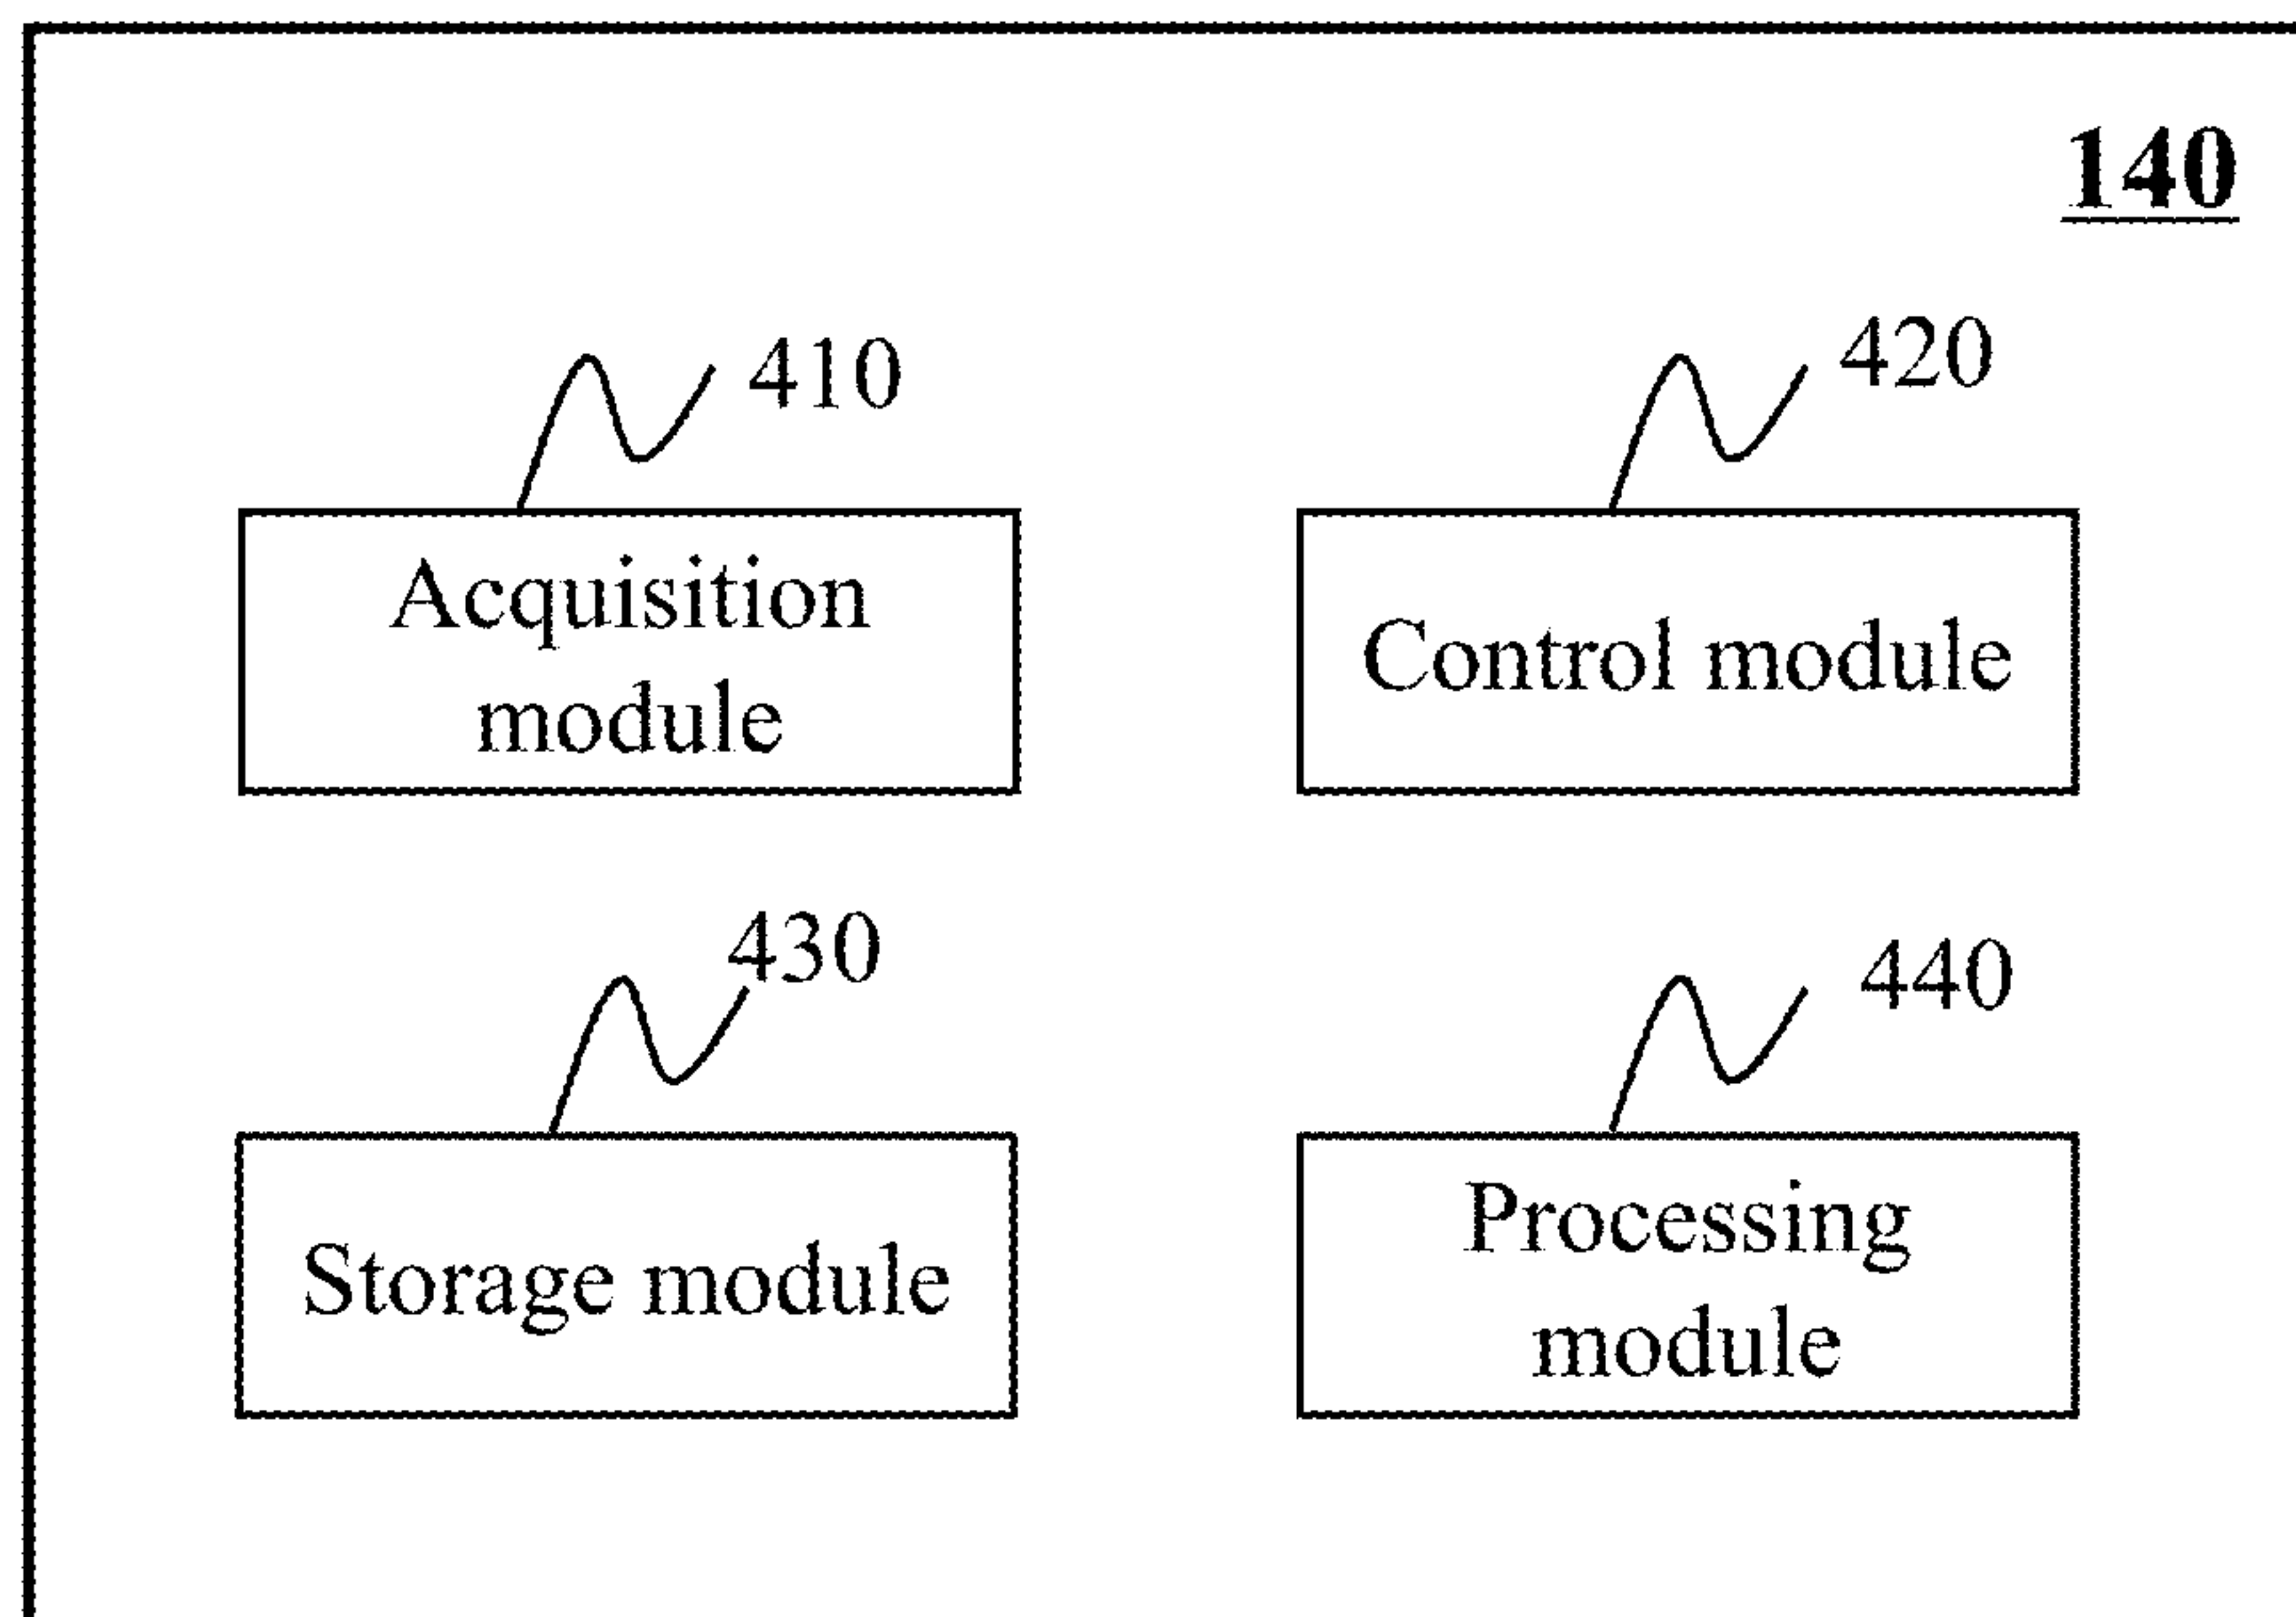 140
410
Acquisition
module
420
Control module
430
Storage module
440
Processing
module